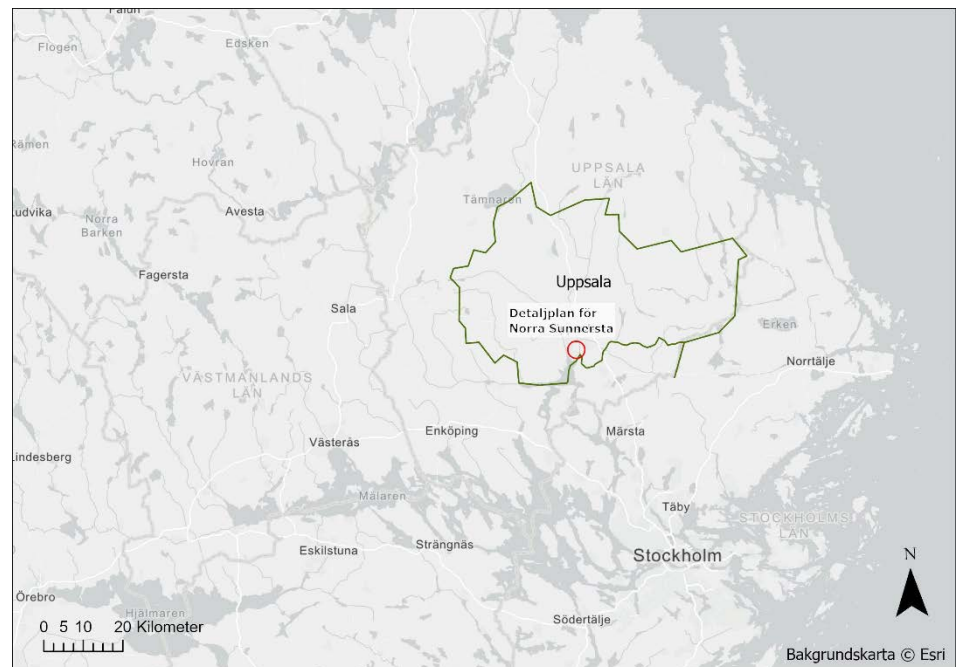 Falun
Flogen
Edsken
Rämen
Hovran
UPPSALA
LÄN
Tämnaren
Ludvika
Norra
Barken
Avesta
Fagersta
Uppsala
Sala
Detaljplan för
Norra Sunnersta
Erken
Norrtälje
VÄSTMANLANDS
LÄN
Enköping
Märsta
Västerås
Lindesberg
Mälaren
Täby
STOCKHOLMS
LÄN
Strängnäs
Eskilstuna
Stockholm
N
Örebro
Hjälmaren
Södertälje
0 5 10 20 Kilometer
Bakgrundskarta © Esri